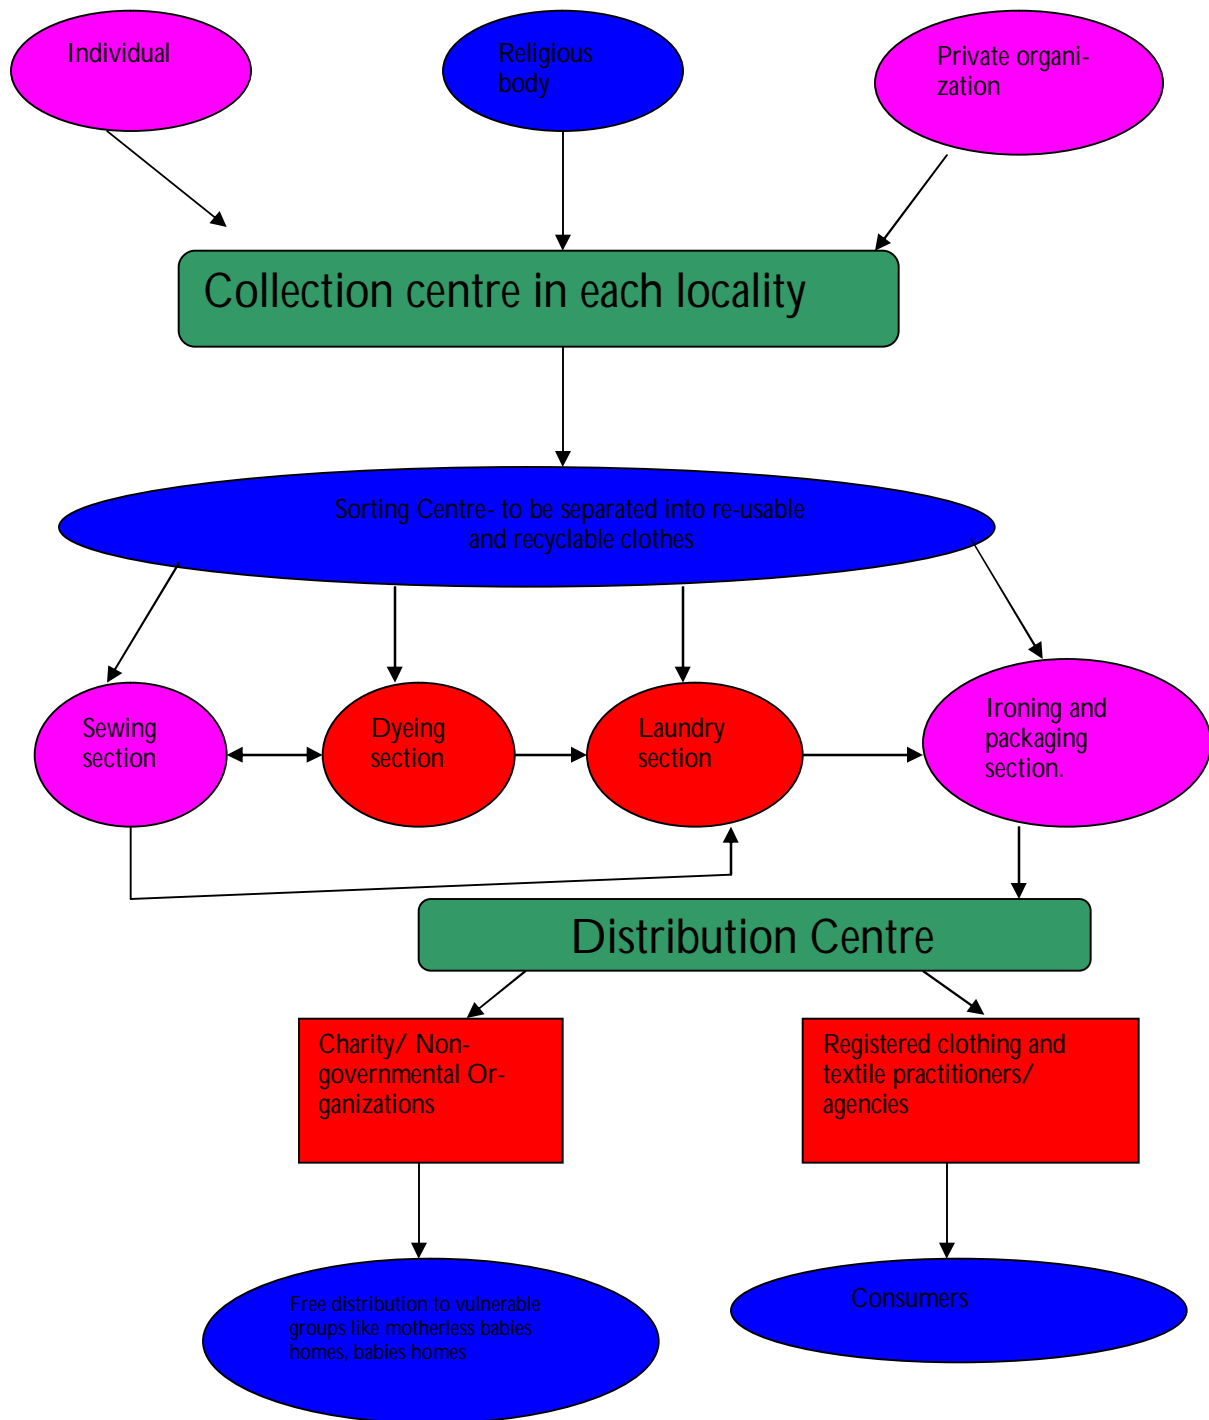 Individual
Religious
body
Private organi-
zation
Collection centre in each locality
Sorting Centre- to be separated into re-usable
and recyclable clothes
Sewing
section
Dyeing
section
Laundry
section
Ironing and
packaging
section.
Distribution Centre
Charity/ Non-
governmental Or-
ganizations
Registered clothing and
textile practitioners/
agencies
Free distribution to vulnerable
groups like motherless babies
homes, babies homes
Consumers